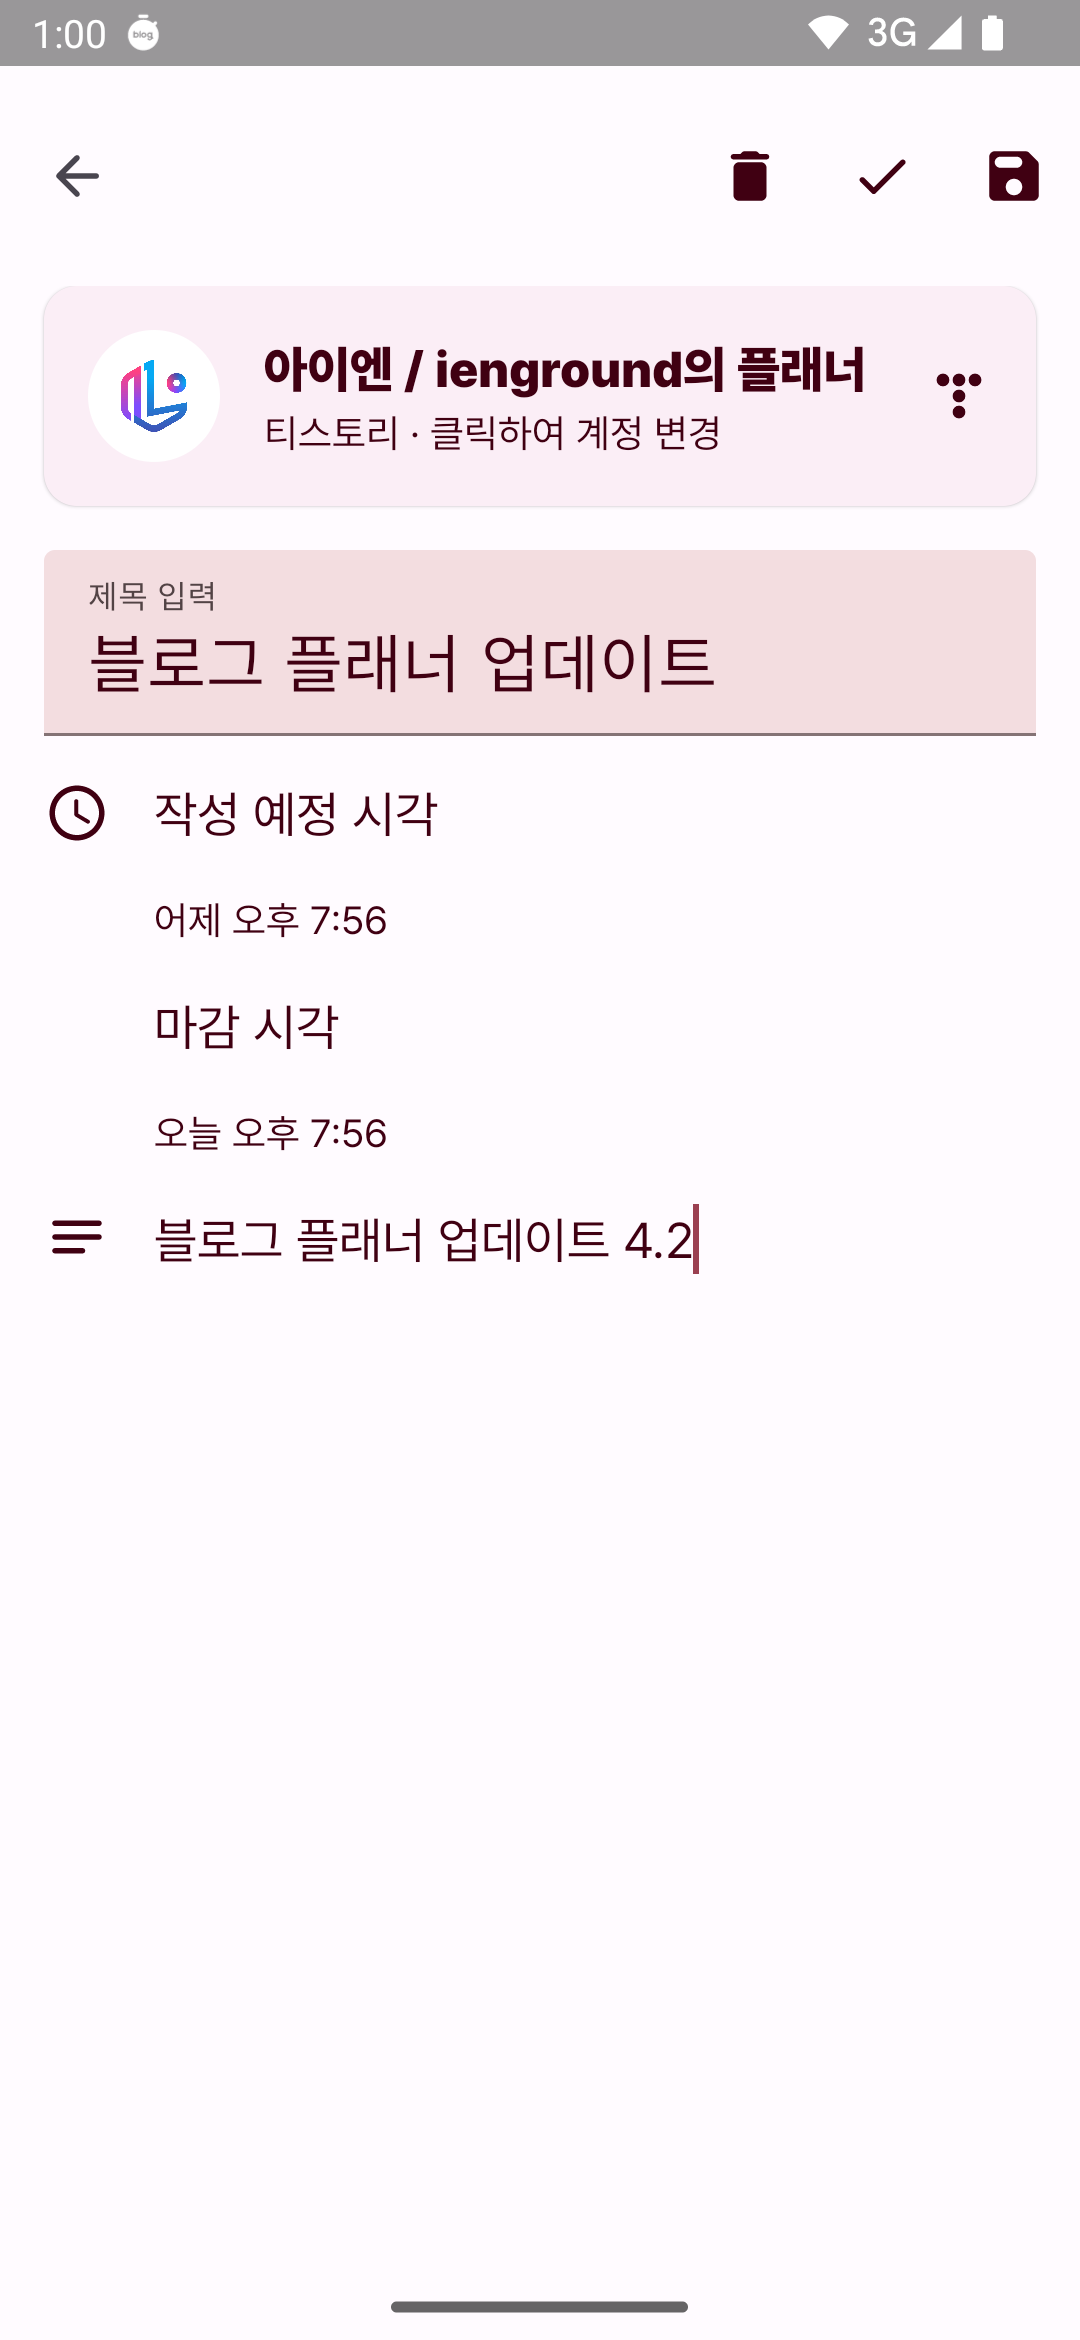 1:00
blog
3G
아이엔 / ienground의 플래너
티스토리 · 클릭하여 계정 변경
제목 입력
블로그 플래너 업데이트
작성 예정 시각
어제 오후 7:56
마감 시각
오늘 오후 7:56
블로그 플래너 업데이트 4.2